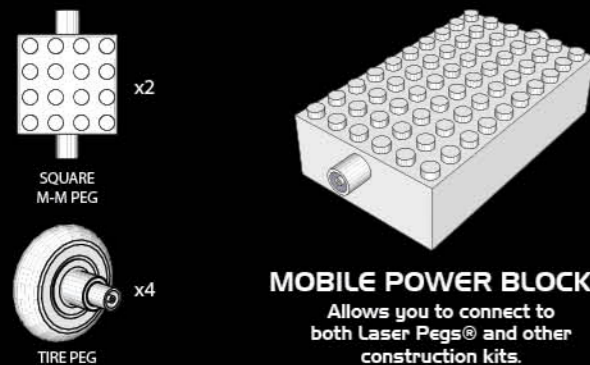 x2
SQUARE
M-M PEG
x4
TIRE PEG
MOBILE POWER BLOCK
Allows you to connect to
both Laser Pegs® and other
construction kits.